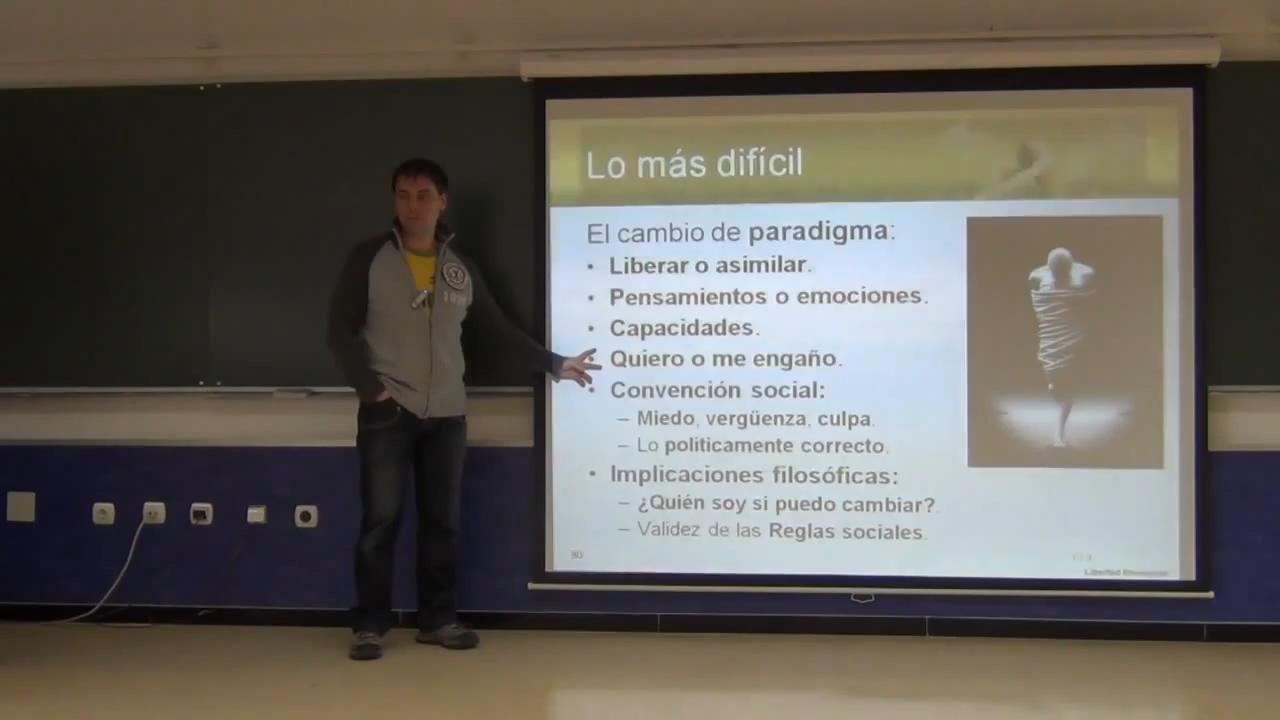 Lo más difícil
El cambio de paradigma:
• Liberar o asimilar.
• Pensamientos o emociones.
• Capacidades.
• Quiero o me engaño.
• Convención social:
– Miedo, vergüenza, culpa.
– Lo politicamente correcto.
• Implicaciones filosóficas:
– ¿Quién soy si puedo cambiar?.
– Validez de las Reglas sociales.
Libertad